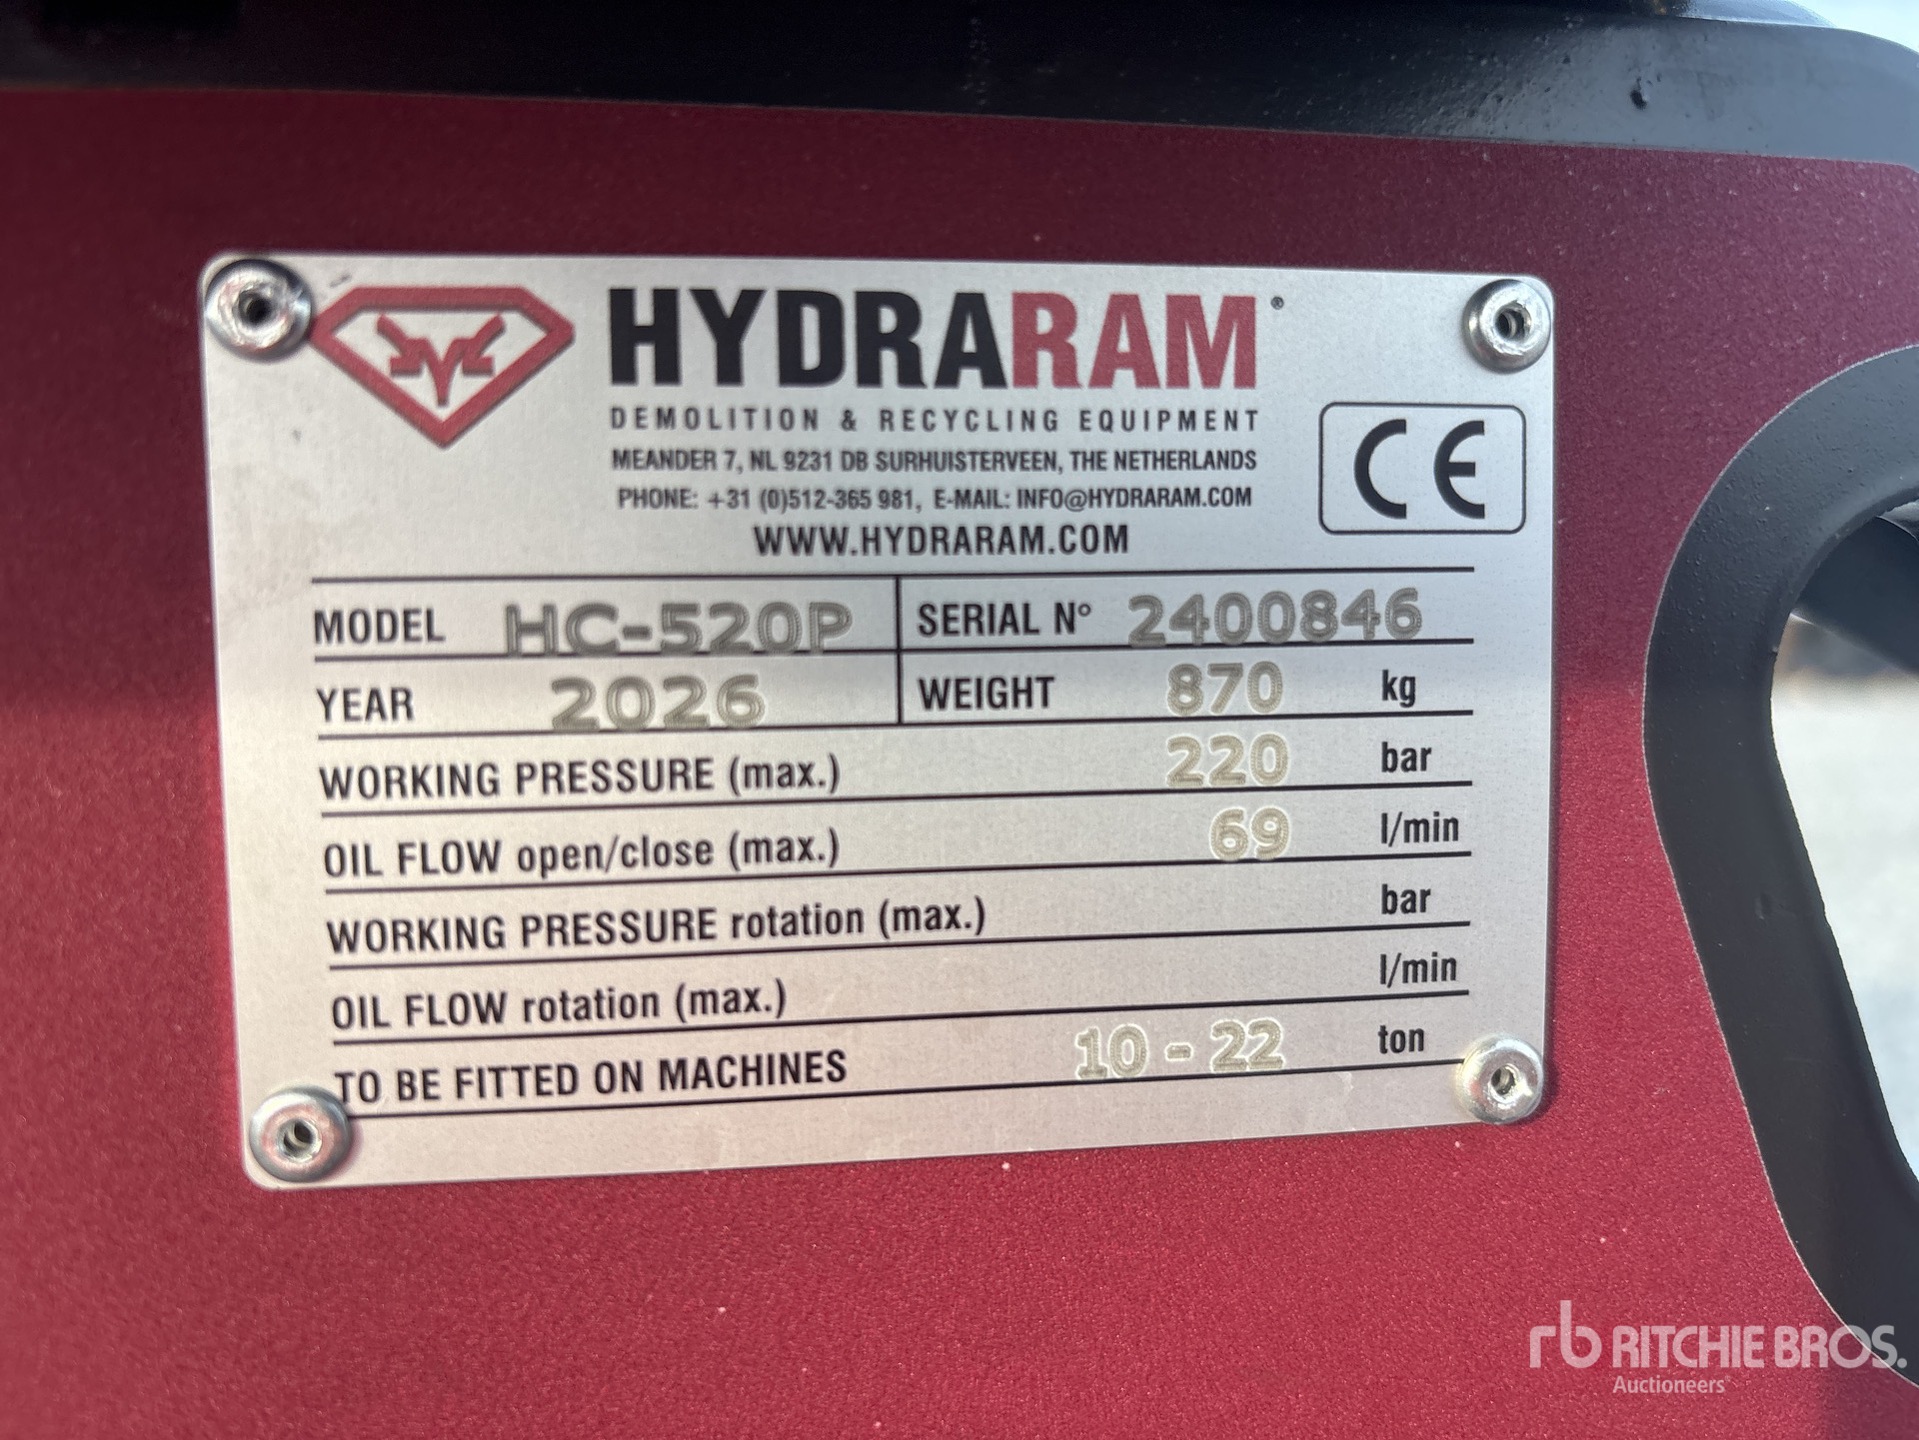 HYDRARAM®
DEMOLITION & RECYCLING EQUIPMENT
MEANDER 7, NL 9231 DB SURHUISTERVEEN, THE NETHERLANDS
PHONE: +31 (0)512-365 981, E-MAIL: INFO@HYDRARAM.COM
WWW.HYDRARAM.COM
CE
MODEL HC-520P SERIAL N° 2400846
YEAR 2026 WEIGHT 870 kg
WORKING PRESSURE (max.) 220 bar
OIL FLOW open/close (max.) 69 l/min
WORKING PRESSURE rotation (max.) bar
OIL FLOW rotation (max.) l/min
TO BE FITTED ON MACHINES 10 - 22 ton
rb RITCHIE BROS.
Auctioneers